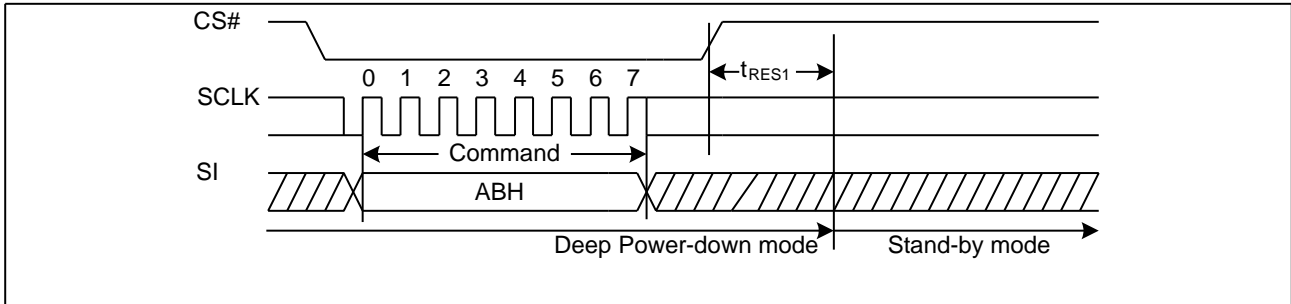 CS#
tRES1
0 1 2 3 4 5 6 7
SCLK
Command
SI
ABH
Deep Power-down mode Stand-by mode